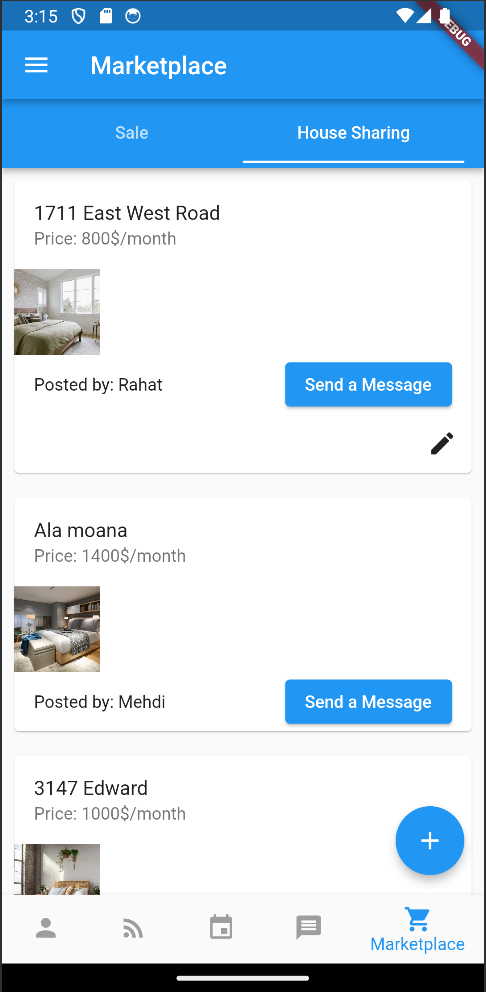 3:15
DEBUG
Marketplace
Sale
House Sharing
1711 East West Road
Price: 800$/month
Posted by: Rahat
Send a Message
Ala moana
Price: 1400$/month
Posted by: Mehdi
Send a Message
3147 Edward
Price: 1000$/month
Marketplace